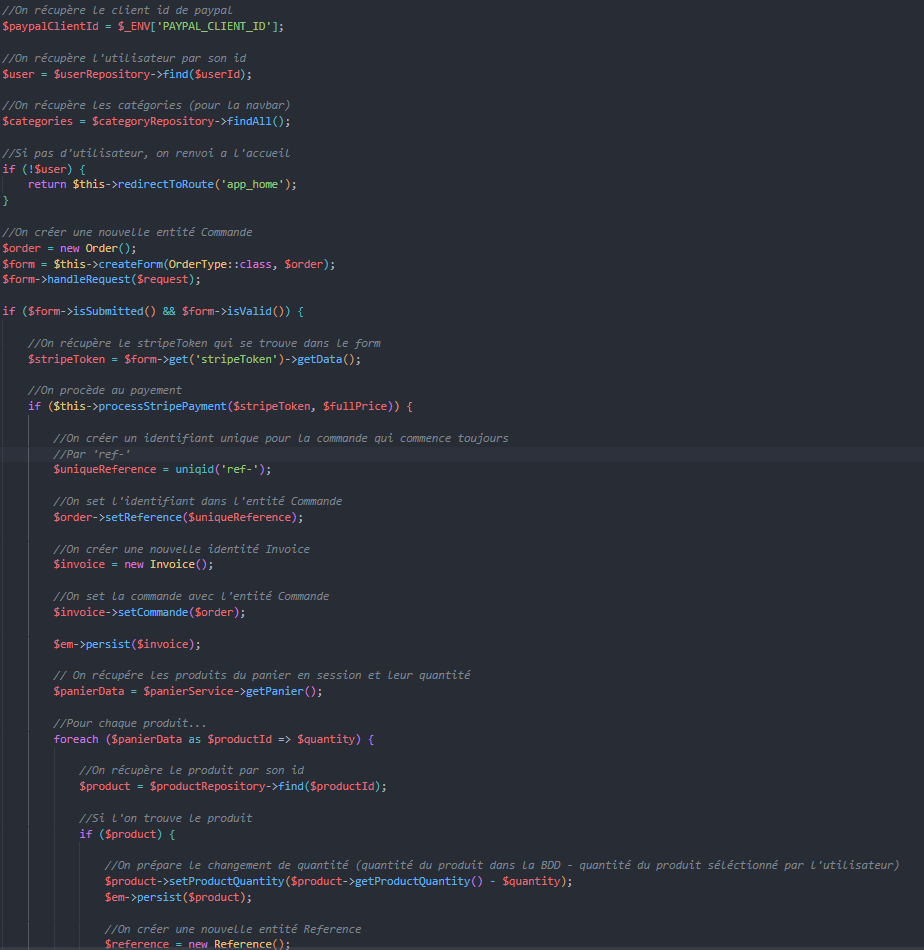 //On récupère le client id de paypal
$paypalClientId = $_ENV['PAYPAL_CLIENT_ID'];
//On récupère l'utilisateur par son id
$user = $userRepository->find($userId);
//On récupère les catégories (pour la navbar)
$categories = $categoryRepository->findAll();
//Si pas d'utilisateur, on renvoi a l'accueil
if (!$user) {
return $this->redirectToRoute('app_home');
}
//On créer une nouvelle entité Commande
$order = new Order();
$form = $this->createForm(OrderType::class, $order);
$form->handleRequest($request);
if ($form->isSubmitted() && $form->isValid()) {
//On récupère le stripeToken qui se trouve dans le form
$stripeToken = $form->get('stripeToken')->getData();
//On procède au payement
if ($this->processStripePayment($stripeToken, $fullPrice)) {
//On créer un identifiant unique pour la commande qui commence toujours
//Par 'ref-'
$uniqueReference = uniqid('ref-');
//On set l'identifiant dans l'entité Commande
$order->setReference($uniqueReference);
//On créer une nouvelle identité Invoice
$invoice = new Invoice();
//On set la commande avec l'entité Commande
$invoice->setCommande($order);
$em->persist($invoice);
// On récupére les produits du panier en session et leur quantité
$panierData = $panierService->getPanier();
//Pour chaque produit...
foreach ($panierData as $productId => $quantity) {
//On récupère le produit par son id
$product = $productRepository->find($productId);
//Si l'on trouve le produit
if ($product) {
//On prépare le changement de quantité (quantité du produit dans la BDD - quantité du produit séléctionné par l'utilisateur)
$product->setProductQuantity($product->getProductQuantity() - $quantity);
$em->persist($product);
//On créer une nouvelle entité Reference
$reference = new Reference();